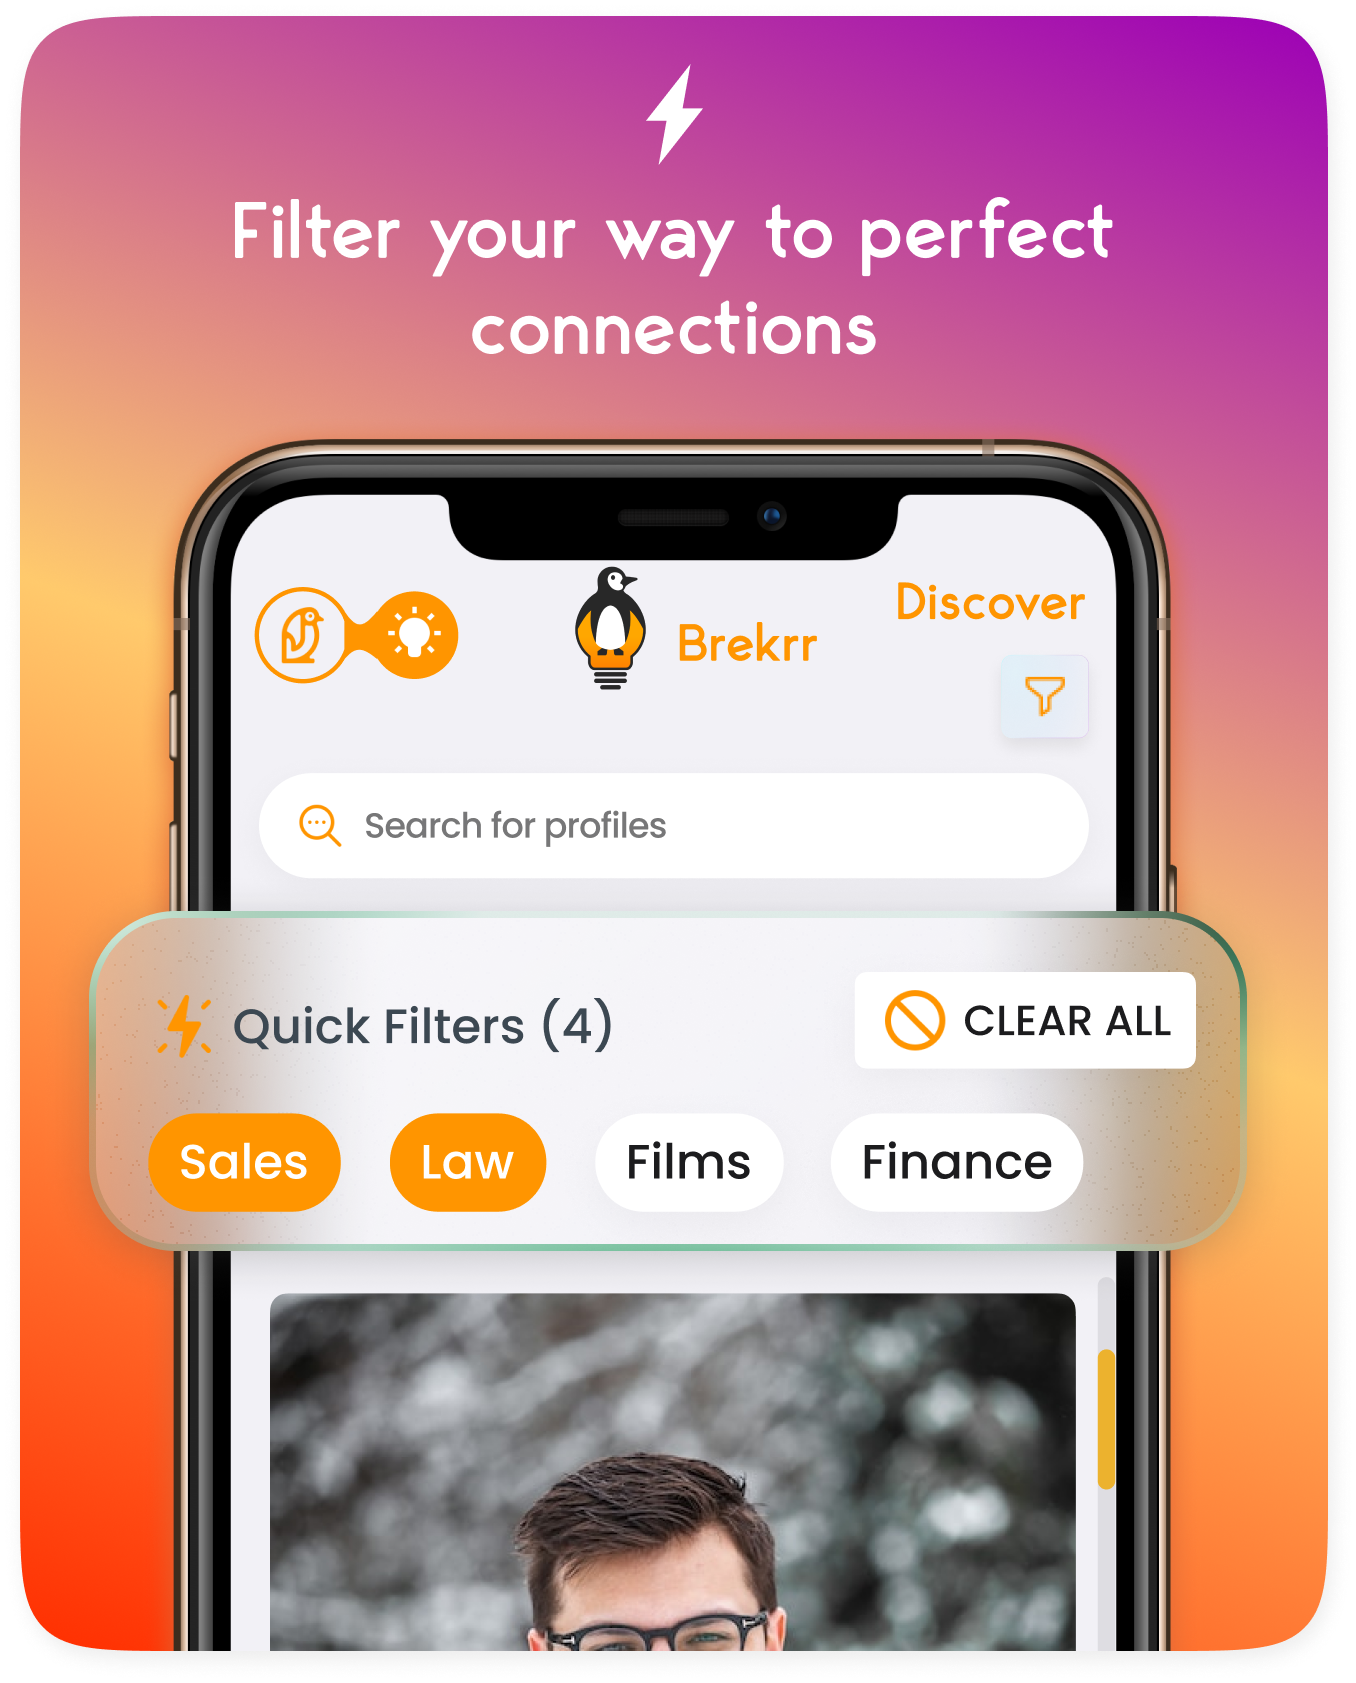 Filter your way to perfect
connections
Discover
Brekrr
Search for profiles
Quick Filters (4)
CLEAR ALL
Sales
Law
Films
Finance